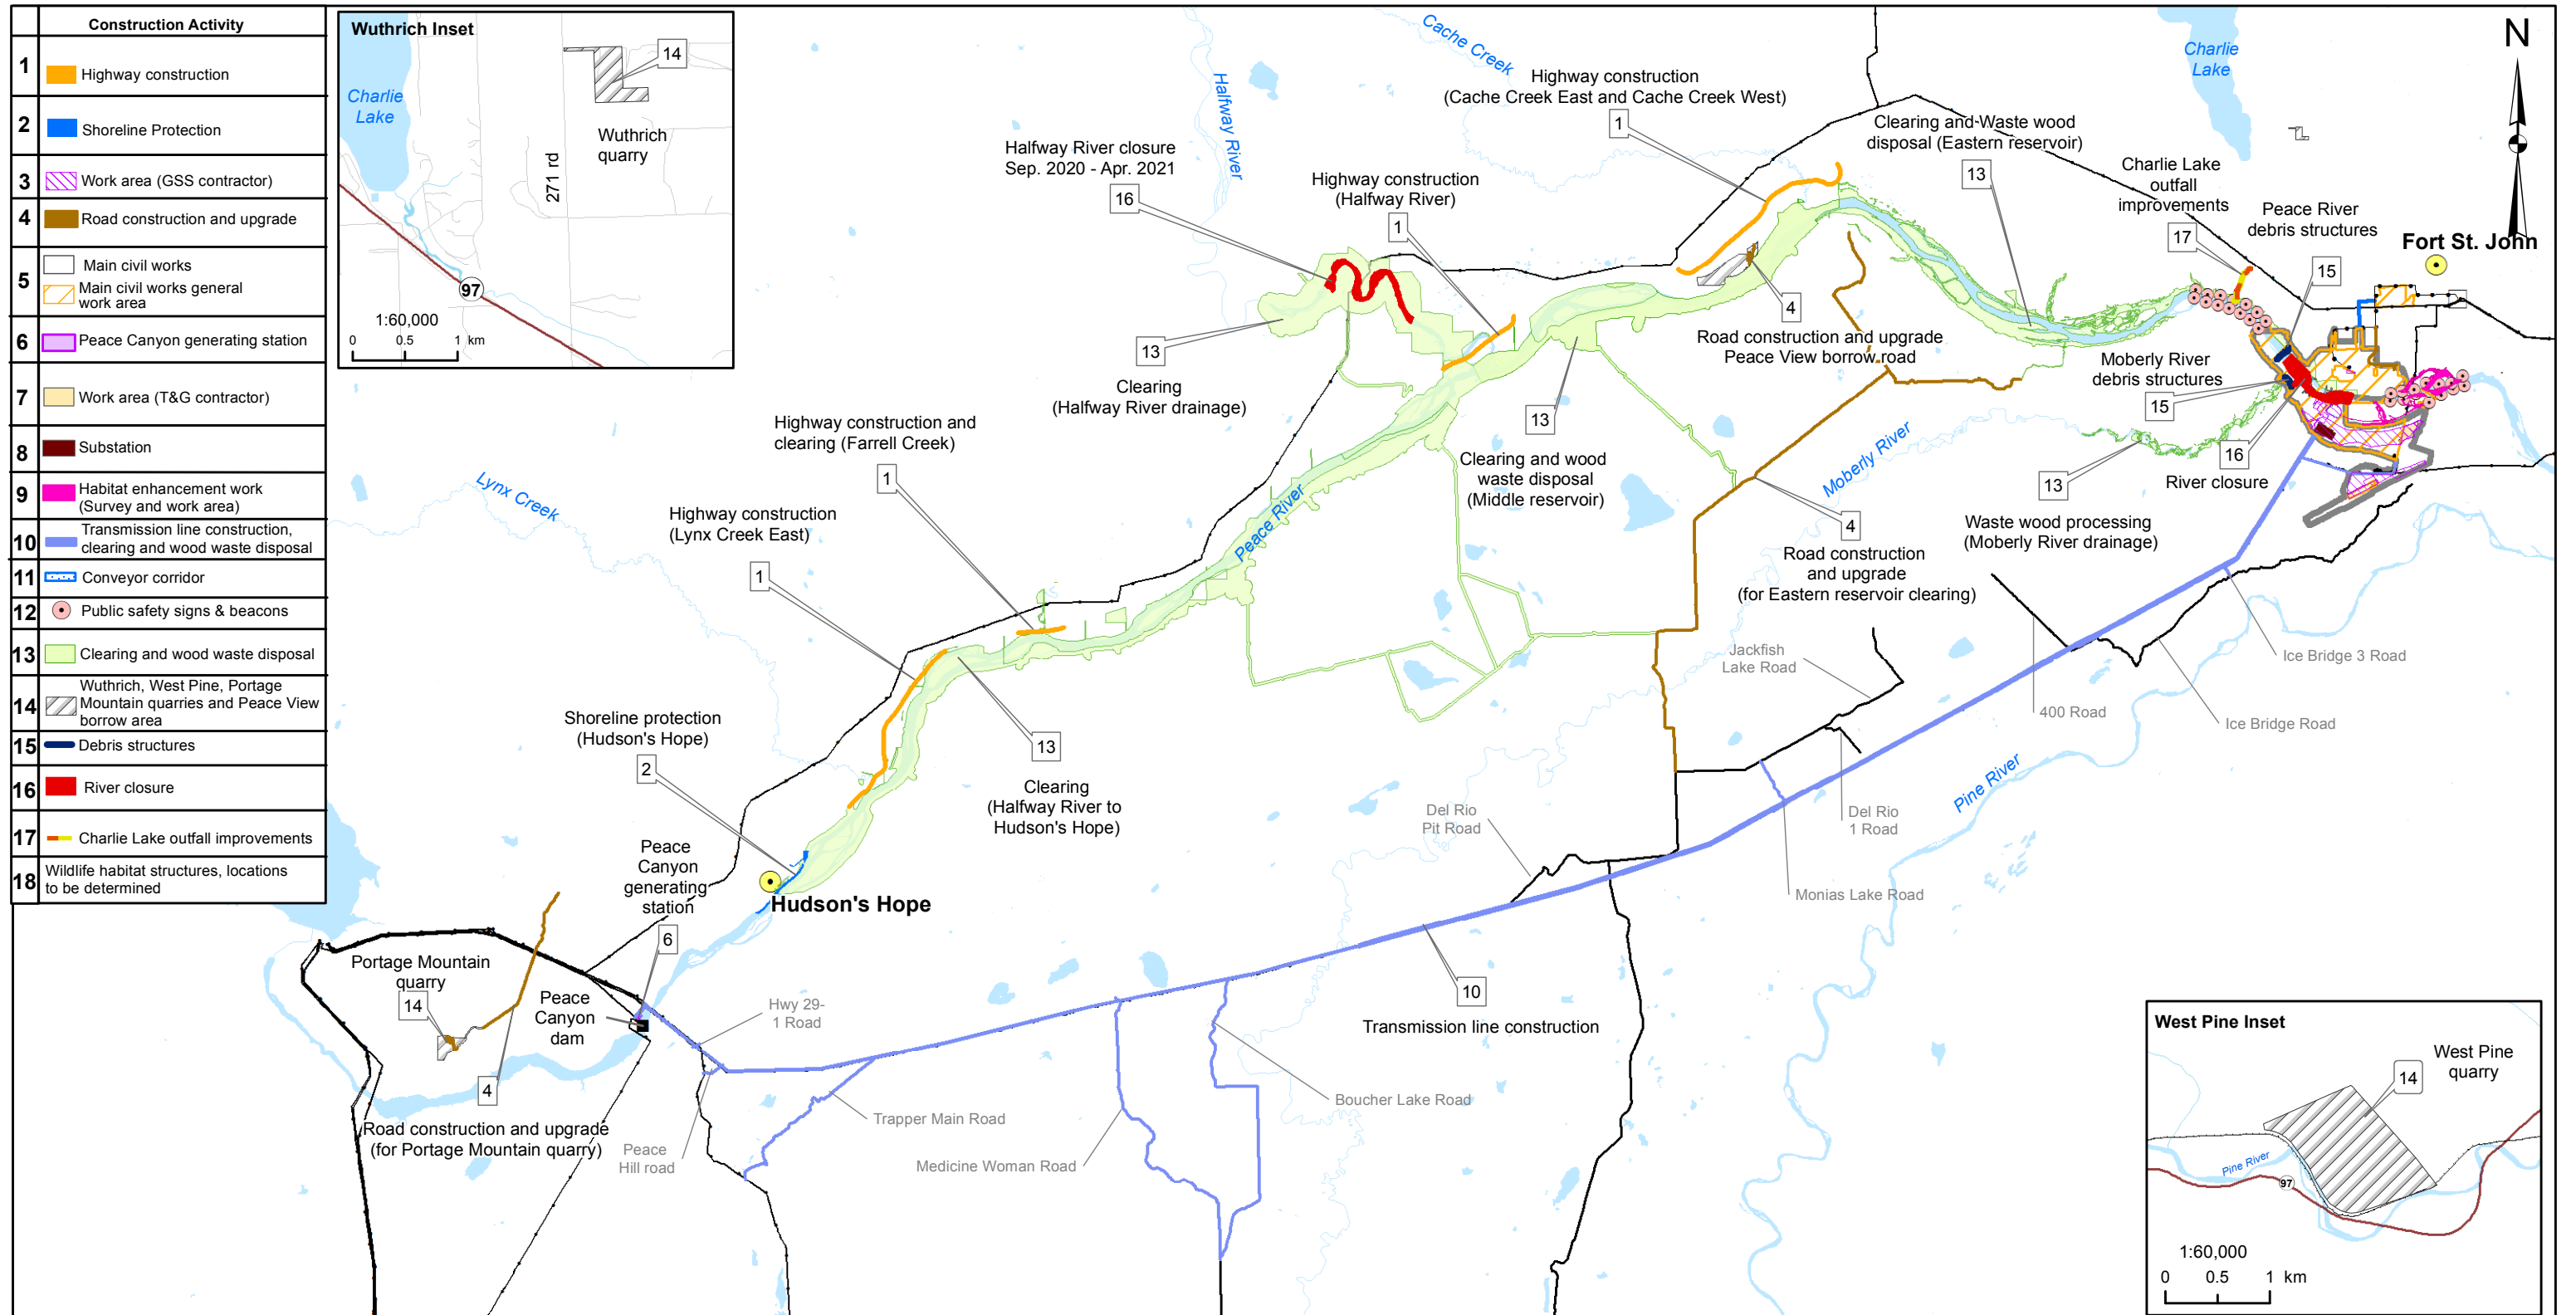 Construction Activity
1
Highway construction
2
Shoreline Protection
3
Work area (GSS contractor)
4
Road construction and upgrade
5
Main civil works
Main civil works general
work area
6
Peace Canyon generating station
7
Work area (T&G contractor)
8
Substation
9
Habitat enhancement work
(Survey and work area)
10
Transmission line construction,
clearing and wood waste disposal
11
Conveyor corridor
12
Public safety signs & beacons
13
Clearing and wood waste disposal
14
Wuthrich, West Pine, Portage
Mountain quarries and Peace View
borrow area
15
Debris structures
16
River closure
17
Charlie Lake outfall improvements
18
Wildlife habitat structures, locations
to be determined
Wuthrich Inset
14
Charlie
Lake
Wuthrich
quarry
271 rd
97
1:60,000
0 0.5 1 km
Cache Creek
Halfway River
Charlie
Lake
N
Highway construction
(Cache Creek East and Cache Creek West)
1
Clearing and Waste wood
disposal (Eastern reservoir)
13
Halfway River closure
Sep. 2020 - Apr. 2021
16
Highway construction
(Halfway River)
1
Charlie Lake
outfall
improvements
17
Peace River
debris structures
15
Fort St. John
4
Road construction and upgrade
Peace View borrow road
13
Clearing
(Halfway River drainage)
Moberly River
debris structures
15
13
Clearing and wood
waste disposal
(Middle reservoir)
Highway construction and
clearing (Farrell Creek)
1
Moberly River
16
River closure
13
Waste wood processing
(Moberly River drainage)
Lynx Creek
Highway construction
(Lynx Creek East)
1
Peace River
4
Road construction
and upgrade
(for Eastern reservoir clearing)
Jackfish
Lake Road
Ice Bridge 3 Road
400 Road
Ice Bridge Road
Shoreline protection
(Hudson's Hope)
2
13
Clearing
(Halfway River to
Hudson's Hope)
Pine River
Del Rio
Pit Road
Del Rio
1 Road
Monias Lake Road
Peace
Canyon
generating
station
6
Hudson's Hope
Portage Mountain
quarry
14
Peace
Canyon
dam
Hwy 29-
1 Road
10
Transmission line construction
4
Road construction and upgrade
(for Portage Mountain quarry)
Peace
Hill road
Trapper Main Road
Medicine Woman Road
Boucher Lake Road
West Pine Inset
West Pine
quarry
14
Pine River
97
1:60,000
0 0.5 1 km